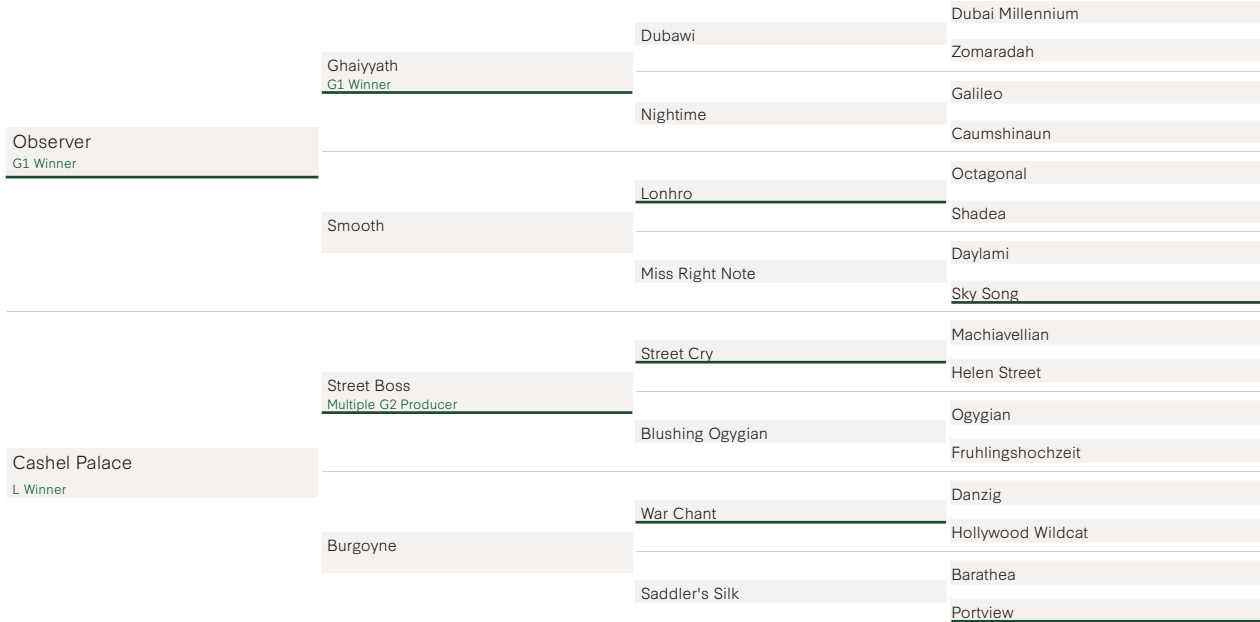 Observer
G1 Winner
Ghaiyyath
G1 Winner
Dubawi
Dubai Millennium
Zomaradah
Nightime
Galileo
Caumshinaun
Smooth
Lonhro
Octagonal
Shadea
Miss Right Note
Daylami
Sky Song
Cashel Palace
L Winner
Street Boss
Multiple G2 Producer
Street Cry
Machiavellian
Helen Street
Blushing Ogygian
Ogygian
Fruhlingshochzeit
Burgoyne
War Chant
Danzig
Hollywood Wildcat
Saddler's Silk
Barathea
Portview